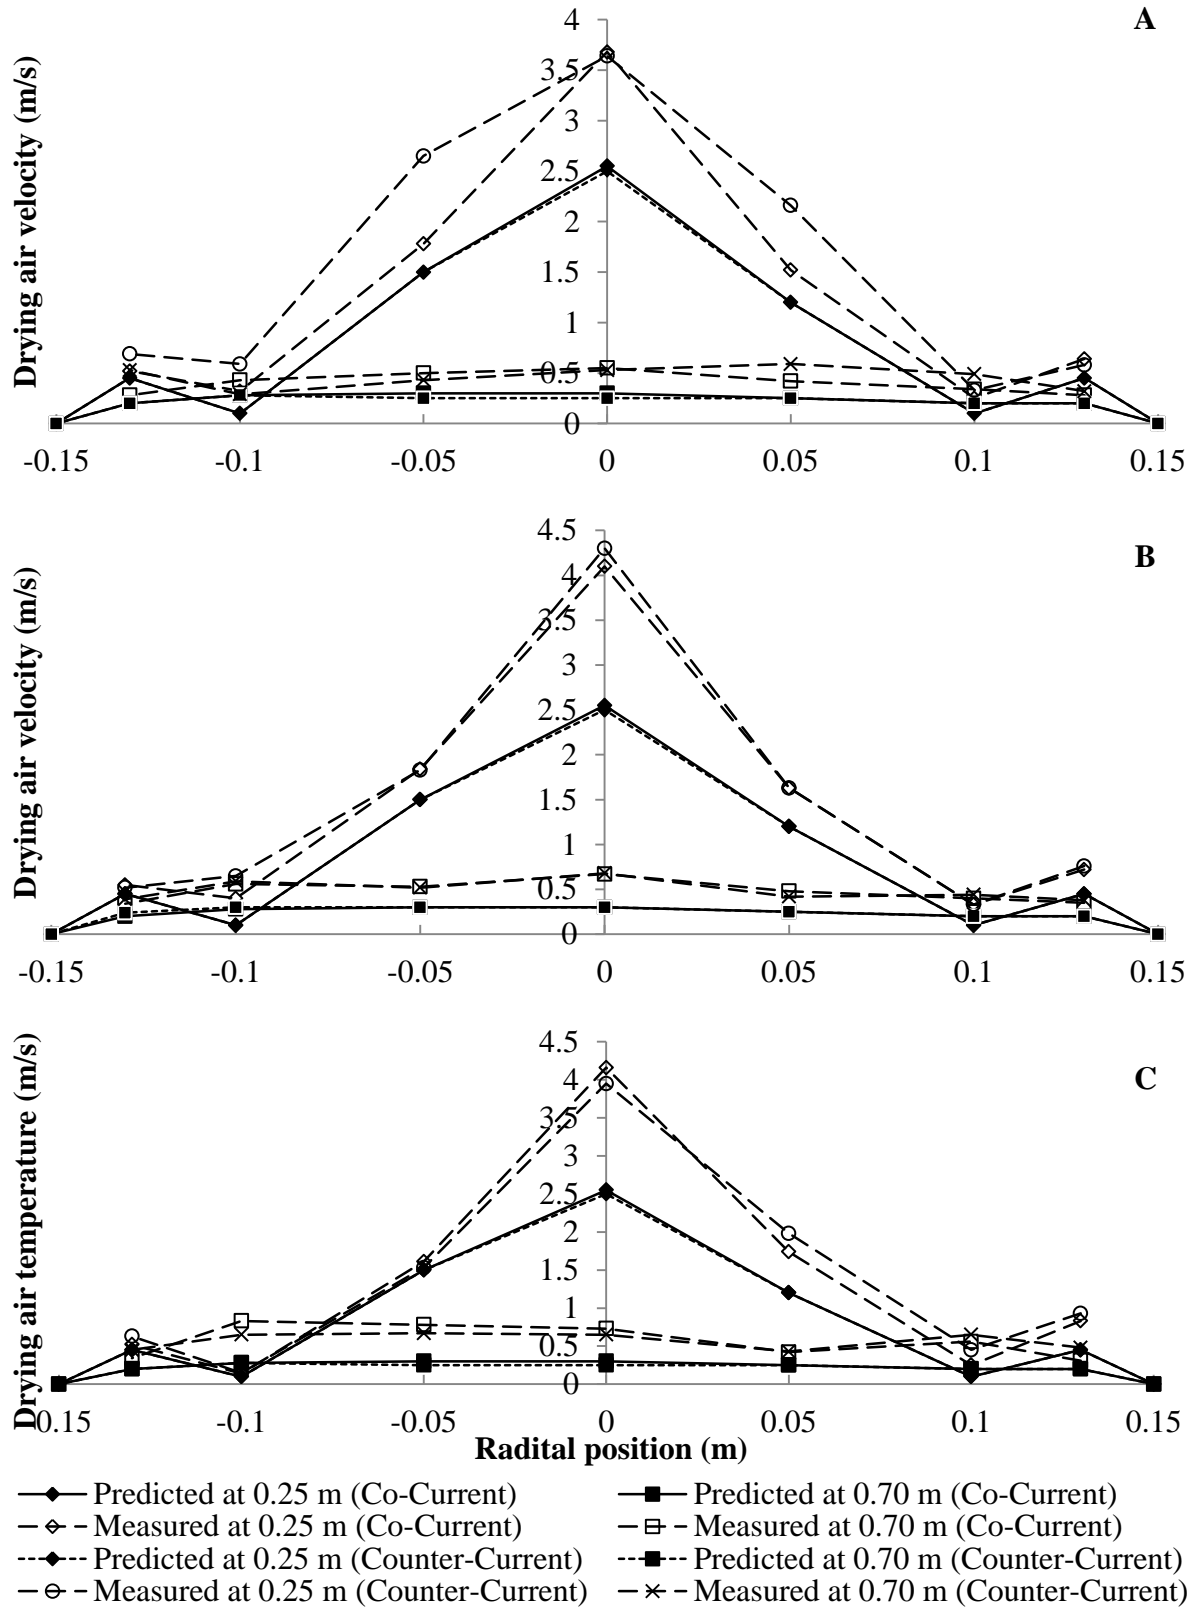 A
Drying air velocity (m/s)
4
3.5
3
2.5
2
1.5
1
0.5
0
-0.15 -0.1 -0.05 0 0.05 0.1 0.15
B
Drying air velocity (m/s)
4.5
4
3.5
3
2.5
2
1.5
1
0.5
0
-0.15 -0.1 -0.05 0 0.05 0.1 0.15
C
Drying air temperature (m/s)
4.5
4
3.5
3
2.5
2
1.5
1
0.5
0
-0.15 -0.1 -0.05 0 0.05 0.1 0.15
Radital position (m)
Predicted at 0.25 m (Co-Current) Predicted at 0.70 m (Co-Current)
Measured at 0.25 m (Co-Current) Measured at 0.70 m (Co-Current)
Predicted at 0.25 m (Counter-Current) Predicted at 0.70 m (Counter-Current)
Measured at 0.25 m (Counter-Current) Measured at 0.70 m (Counter-Current)